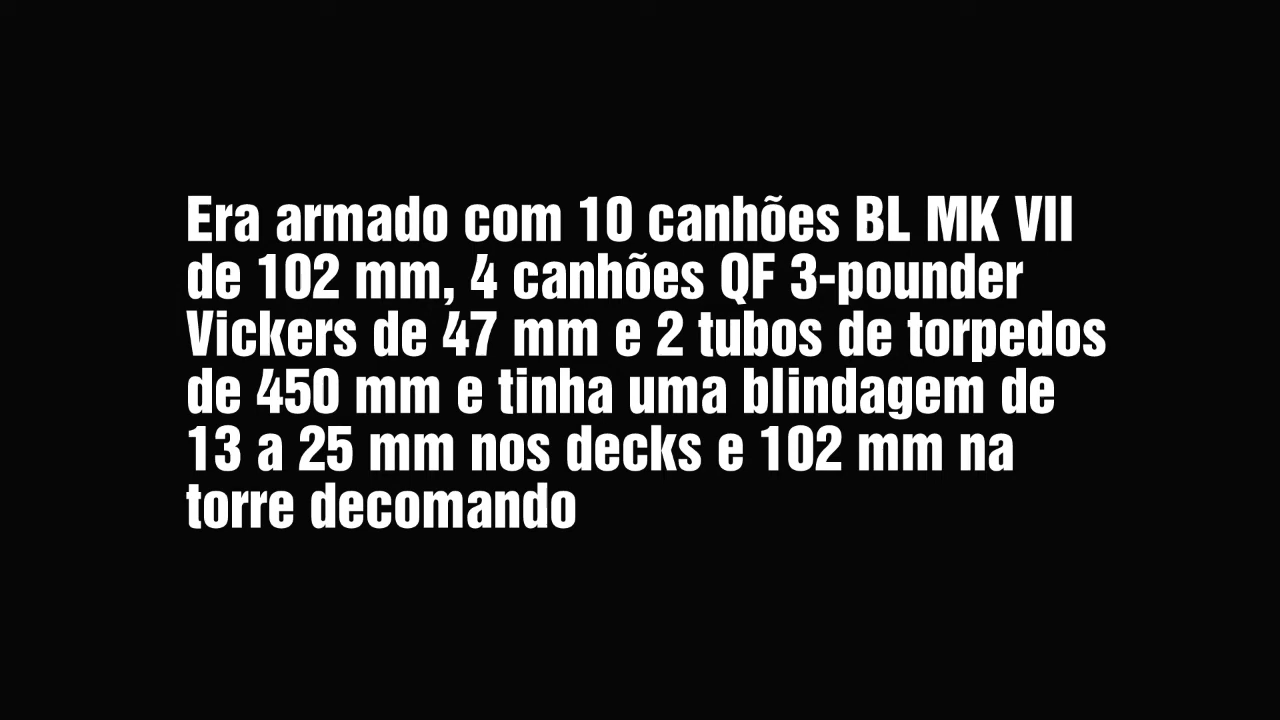 Era armado com 10 canhões BL MK VII
de 102 mm, 4 canhões QF 3-pounder
Vickers de 47 mm e 2 tubos de torpedos
de 450 mm e tinha uma blindagem de
13 a 25 mm nos decks e 102 mm na
torre decomando